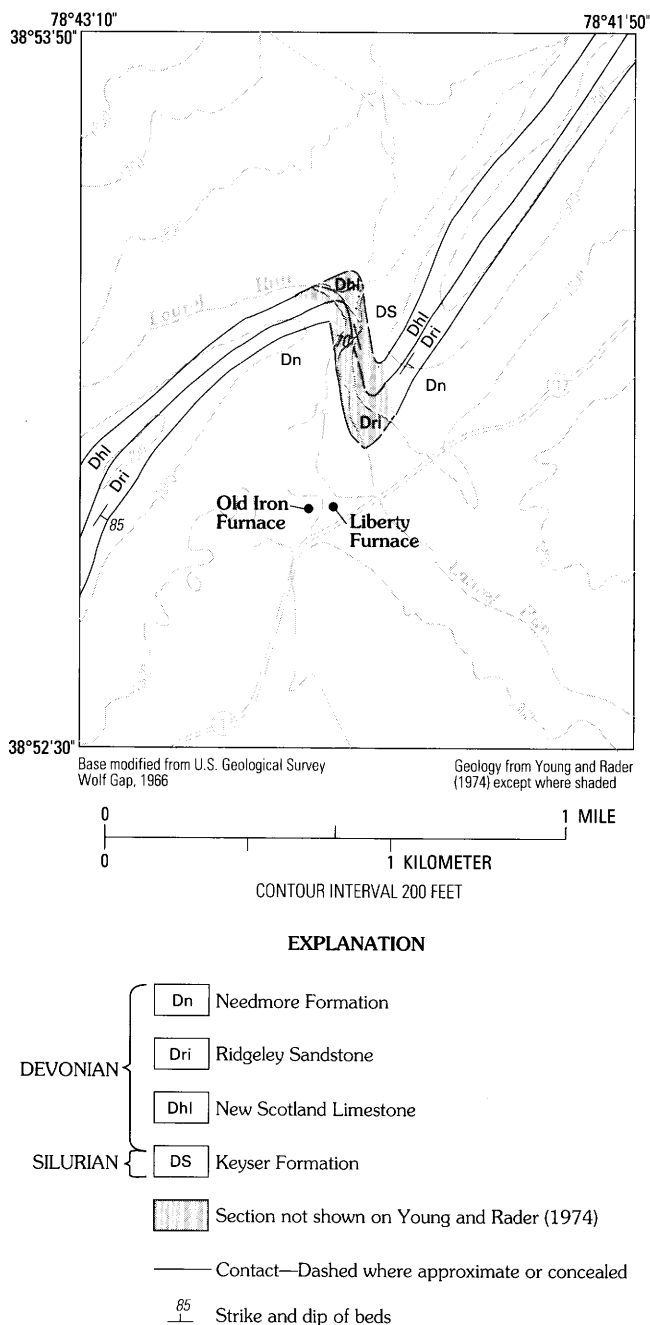 78°43'10"
78°41'50"
38°53'50"
Laurel Run
Dhl
DS
70
Dn
Dhl
Dri
Dn
Dri
Dhl
Dri
85
Old Iron
Furnace
Liberty
Furnace
Laurel Run
38°52'30"
Base modified from U.S. Geological Survey
Wolf Gap, 1966
Geology from Young and Rader
(1974) except where shaded
0 1 MILE
0 1 KILOMETER
CONTOUR INTERVAL 200 FEET
EXPLANATION
DEVONIAN
Dn Needmore Formation
Dri Ridgeley Sandstone
Dhl New Scotland Limestone
SILURIAN
DS Keyser Formation
Section not shown on Young and Rader (1974)
Contact—Dashed where approximate or concealed
85 Strike and dip of beds